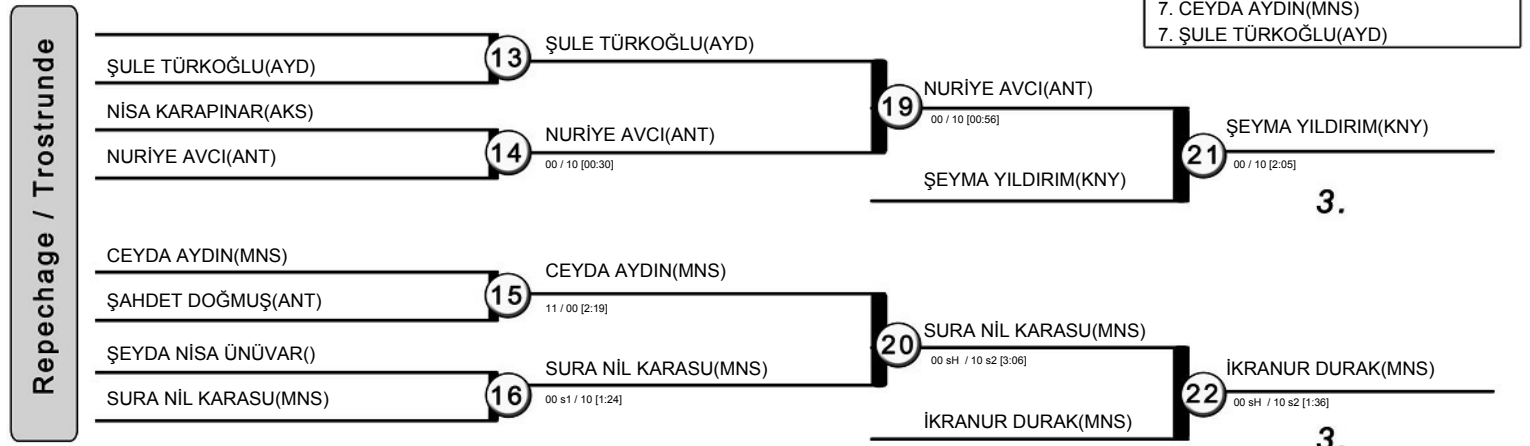 7. CEYDA AYDIN(MNS)
7. ŞULE TÜRKOĞLU(AYD)
Repechage / Trostrunde
ŞULE TÜRKOĞLU(AYD)
13
ŞULE TÜRKOĞLU(AYD)
NİSA KARAPINAR(AKS)
NURİYE AVCI(ANT)
14
NURİYE AVCI(ANT)
00 / 10 [00:30]
19
NURİYE AVCI(ANT)
00 / 10 [00:56]
ŞEYMA YILDIRIM(KNY)
21
ŞEYMA YILDIRIM(KNY)
00 / 10 [2:05]
3.
CEYDA AYDIN(MNS)
ŞAHDET DOĞMUŞ(ANT)
15
CEYDA AYDIN(MNS)
11 / 00 [2:19]
ŞEYDA NİSA ÜNÜVAR()
SURA NİL KARASU(MNS)
16
SURA NİL KARASU(MNS)
00 s1 / 10 [1:24]
20
SURA NİL KARASU(MNS)
00 sH / 10 s2 [3:06]
İKRANUR DURAK(MNS)
22
İKRANUR DURAK(MNS)
00 sH / 10 s2 [1:36]
3.